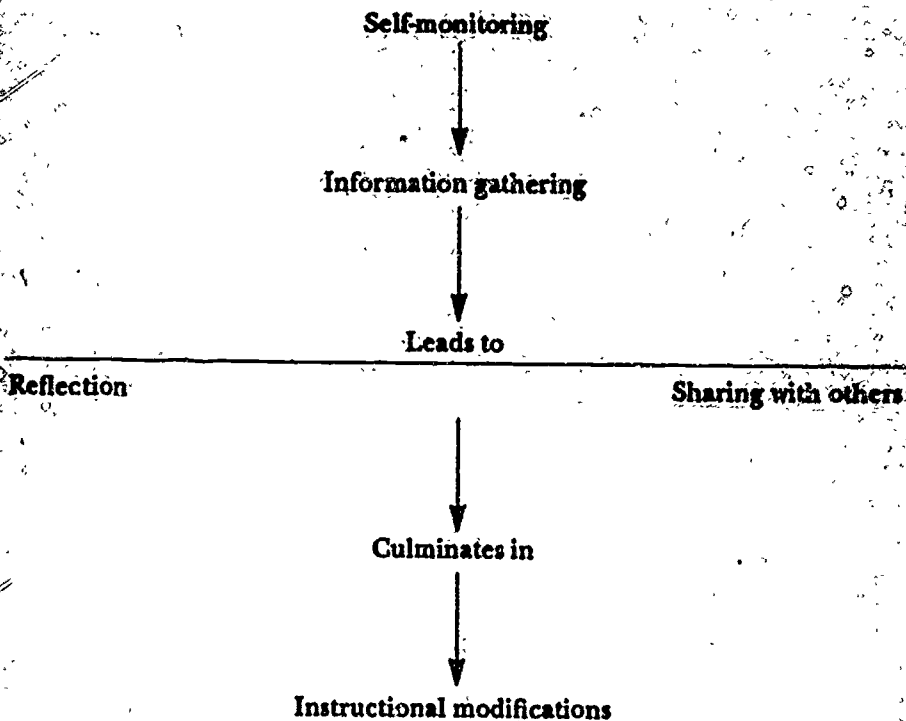 Self-monitoring
Information gathering
Leads to
Reflection
Sharing with others
Culminates in
Instructional modifications